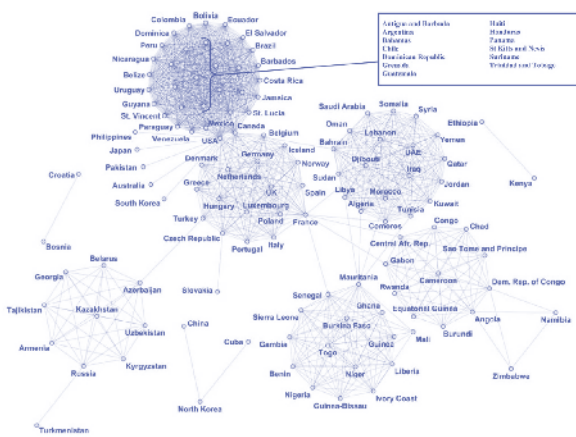 Bolivia
Colombia
Ecuador
Dominica
El Salvador
Peru
Brazil
Nicaragua
Barbados
Belize
Costa Rica
Uruguay
Jamaica
Guyana
St. Lucia
St. Vincent
Mexico
Paraguay
Canada
Philippines
Venezuela
USA
Belgium
Antigua and Barbuda
Argentina
Bahamas
Chile
Dominican Republic
Grenada
Guatemala
Haiti
Honduras
Panama
St Kitts and Nevis
Suriname
Trinidad and Tobago
Japan
Iceland
Denmark
Germany
Norway
Pakistan
Netherlands
Australia
Greece
UK
Spain
South Korea
Hungary
Luxembourg
Turkey
Poland
France
Czech Republic
Portugal
Italy
Saudi Arabia
Somalia
Syria
Ethiopia
Oman
Lebanon
Yemen
Bahrain
UAE
Djibouti
Qatar
Sudan
Iraq
Jordan
Libya
Morocco
Kenya
Algeria
Tunisia
Kuwait
Comoros
Congo
Chad
Central Afr. Rep.
Sao Tome and Principe
Gabon
Cameroon
Dem. Rep. of Congo
Rwanda
Equatorial Guinea
Angola
Namibia
Burundi
Zimbabwe
Croatia
Bosnia
Belarus
Georgia
Azerbaijan
Kazakhstan
Tajikistan
Uzbekistan
Armenia
Kyrgyzstan
Russia
Turkmenistan
Slovakia
China
Cuba
North Korea
Mauritania
Senegal
Ghana
Sierra Leone
Burkina Faso
Mali
Gambia
Guinea
Togo
Benin
Niger
Liberia
Nigeria
Ivory Coast
Guinea-Bissau